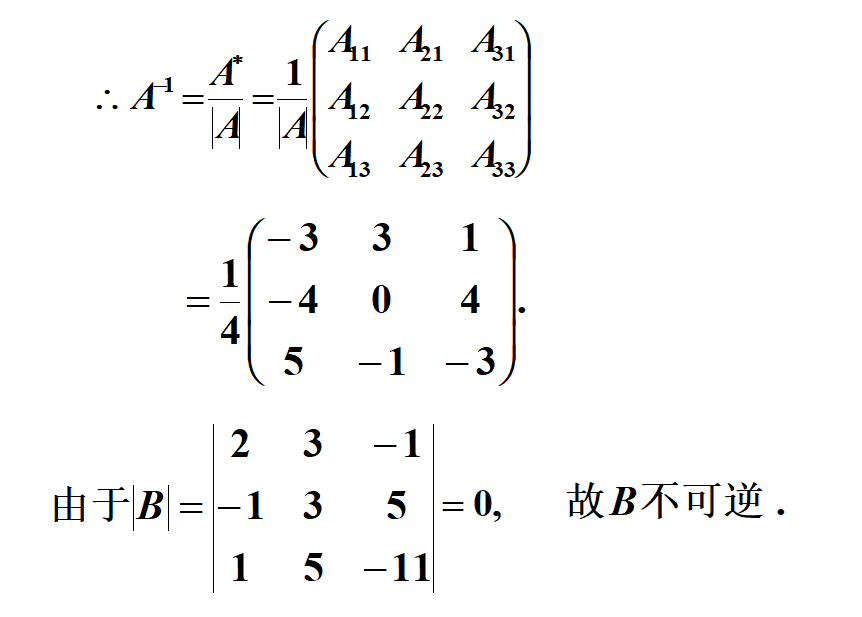 ∴ A⁻¹ = A*/|A| = 1/|A| ( A₁₁ A₂₁ A₃₁
A₁₂ A₂₂ A₃₂
A₁₃ A₂₃ A₃₃ )
= 1/4 ( −3 3 1
−4 0 4
5 −1 −3 ).
由于|B| = | 2 3 −1
−1 3 5
1 5 −11 | = 0, 故B不可逆 .